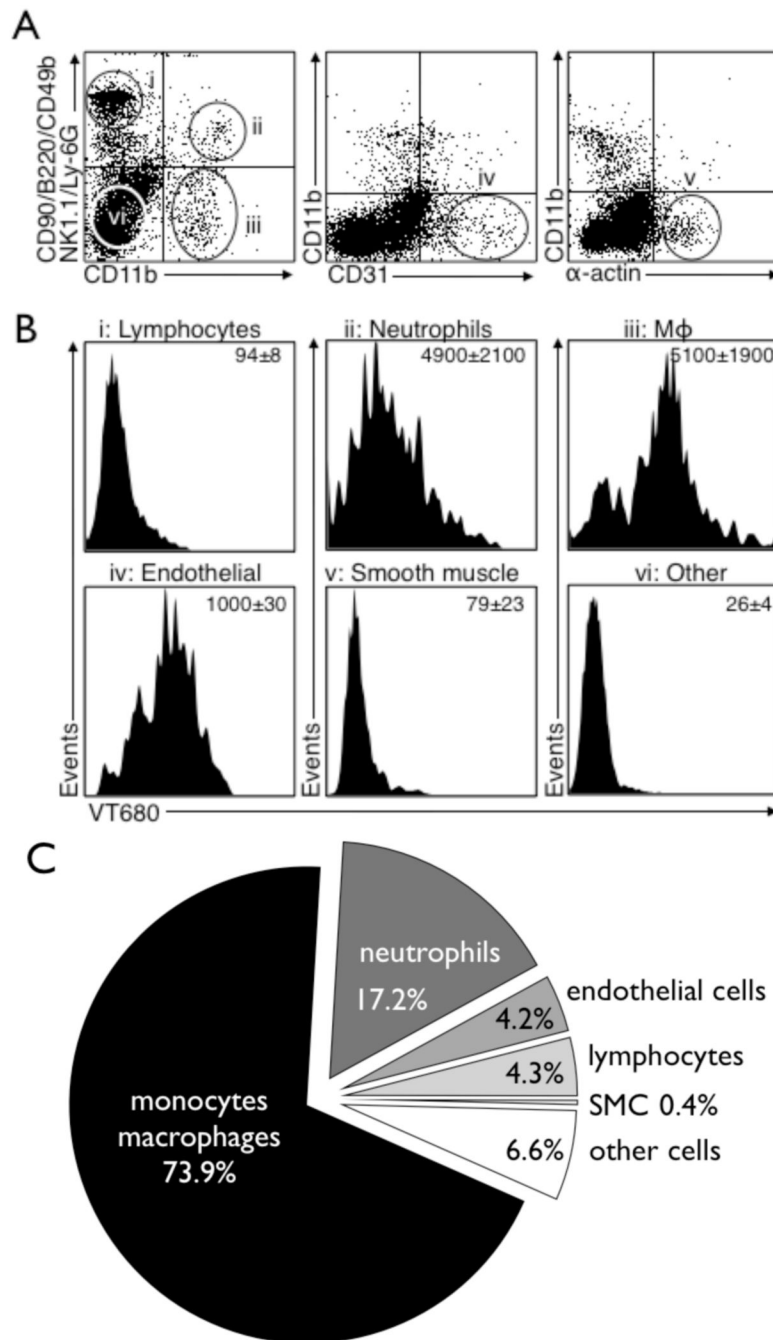 A
CD90/B220/CD49b
NK1.1/Ly-6G
i
ii
vi
iii
CD11b
CD11b
iv
CD31
CD11b
v
α-actin
B
i: Lymphocytes
94±8
ii: Neutrophils
4900±2100
iii: Mϕ
5100±1900
Events
iv: Endothelial
1000±30
v: Smooth muscle
79±23
vi: Other
26±4
Events
Events
VT680
C
neutrophils
17.2%
endothelial cells
4.2%
lymphocytes
4.3%
SMC 0.4%
other cells
6.6%
monocytes
macrophages
73.9%